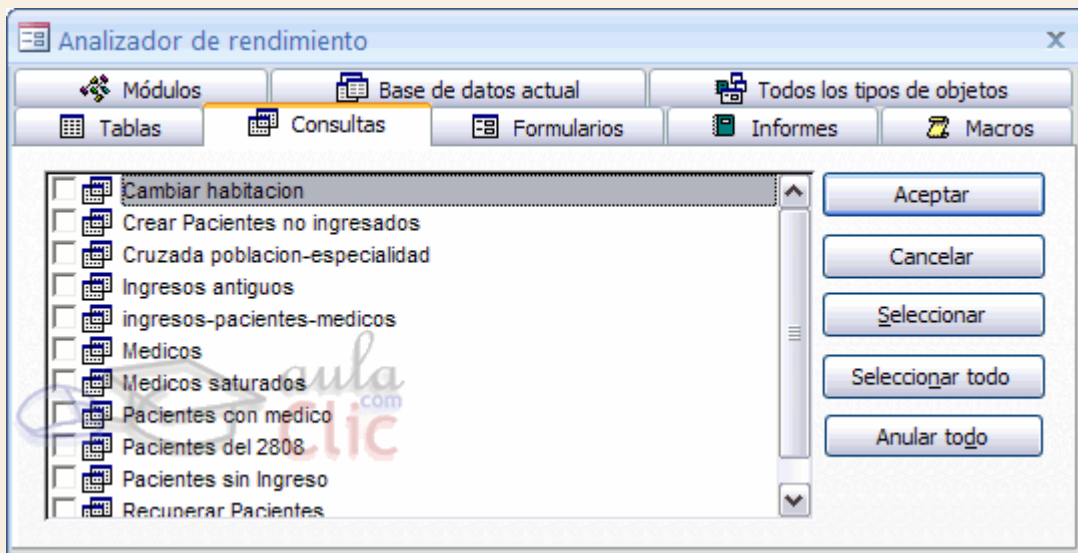 Analizador de rendimiento
Módulos
Base de datos actual
Todos los tipos de objetos
Tablas
Consultas
Formularios
Informes
Macros
Cambiar habitacion
Crear Pacientes no ingresados
Cruzada poblacion-especialidad
Ingresos antiguos
ingresos-pacientes-medicos
Medicos
Medicos saturados
Pacientes con medico
Pacientes del 2808
Pacientes sin Ingreso
Recuperar Pacientes
Aceptar
Cancelar
Seleccionar
Seleccionar todo
Anular todo
aula
.com
Clic